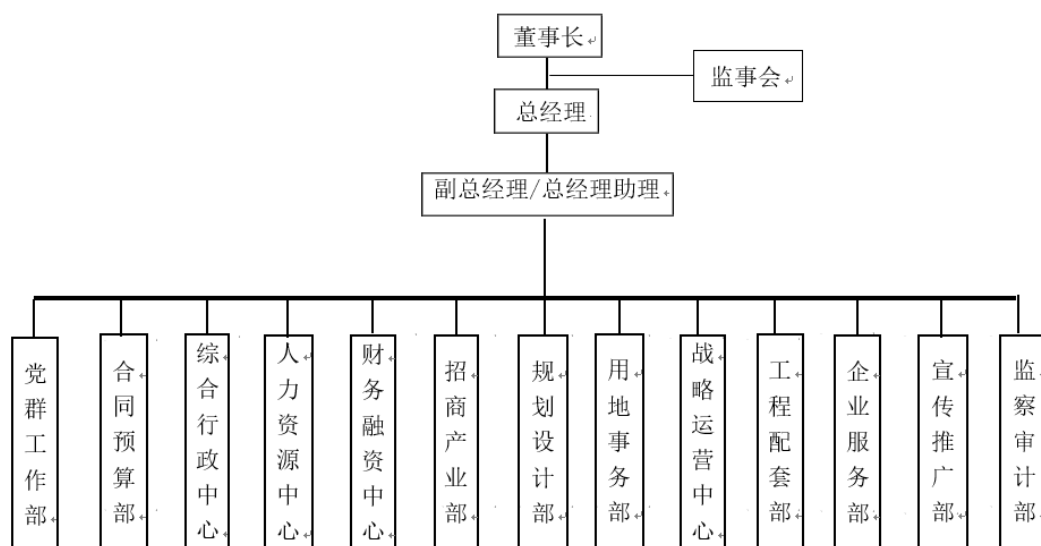 董事长
监事会
总经理
副总经理/总经理助理
党群工作部
合同预算部
综合行政中心
人力资源中心
财务融资中心
招商产业部
规划设计部
用地事务部
战略运营中心
工程配套部
企业服务部
宣传推广部
监察审计部